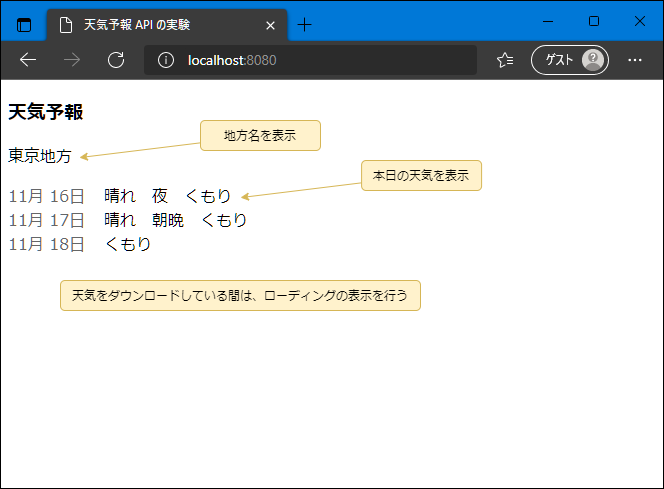 天気予報 API の実験
localhost:8080
ゲスト
天気予報
地方名を表示
東京地方
本日の天気を表示
11月 16日　晴れ　夜　くもり
11月 17日　晴れ　朝晩　くもり
11月 18日　くもり
天気をダウンロードしている間は、ローディングの表示を行う